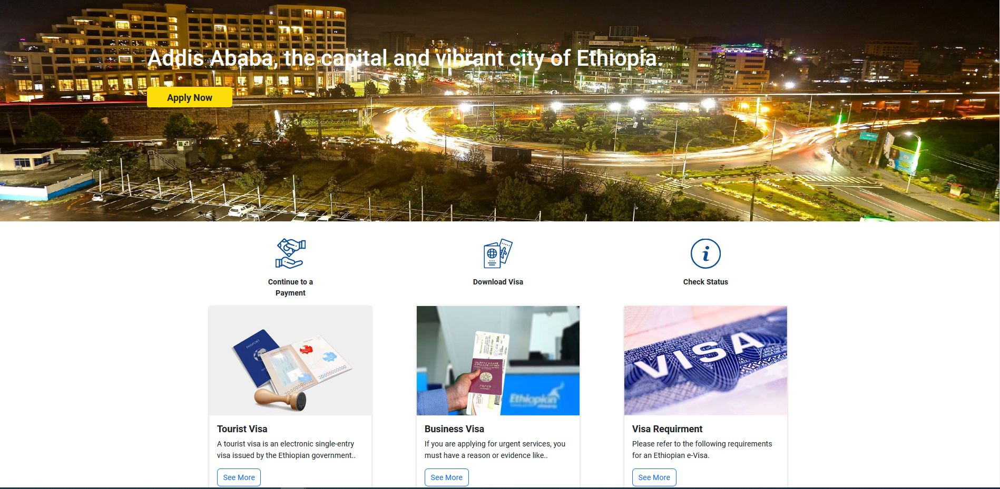 Addis Ababa, the capital and vibrant city of Ethiopia.
Apply Now
Continue to a
Payment
Download Visa
Check Status
PASSPORT
VISA
Ethiopian
Tourist Visa
A tourist visa is an electronic single-entry
visa issued by the Ethiopian government..
See More
Business Visa
If you are applying for urgent services, you
must have a reason or evidence like..
See More
Visa Requirment
Please refer to the following requirements
for an Ethiopian e-Visa.
See More